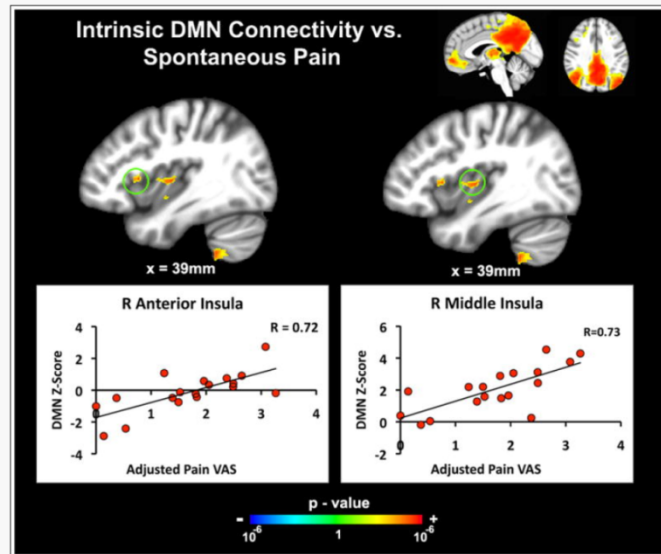 Intrinsic DMN Connectivity vs.
Spontaneous Pain
x = 39mm
x = 39mm
R Anterior Insula
R = 0.72
4
2
0
-2
-4
1
2
3
4
DMN Z-Score
Adjusted Pain VAS
R Middle Insula
R=0.73
6
4
2
0
-2
0
1
2
3
4
DMN Z-Score
Adjusted Pain VAS
p - value
- +
10-6 1 10-6